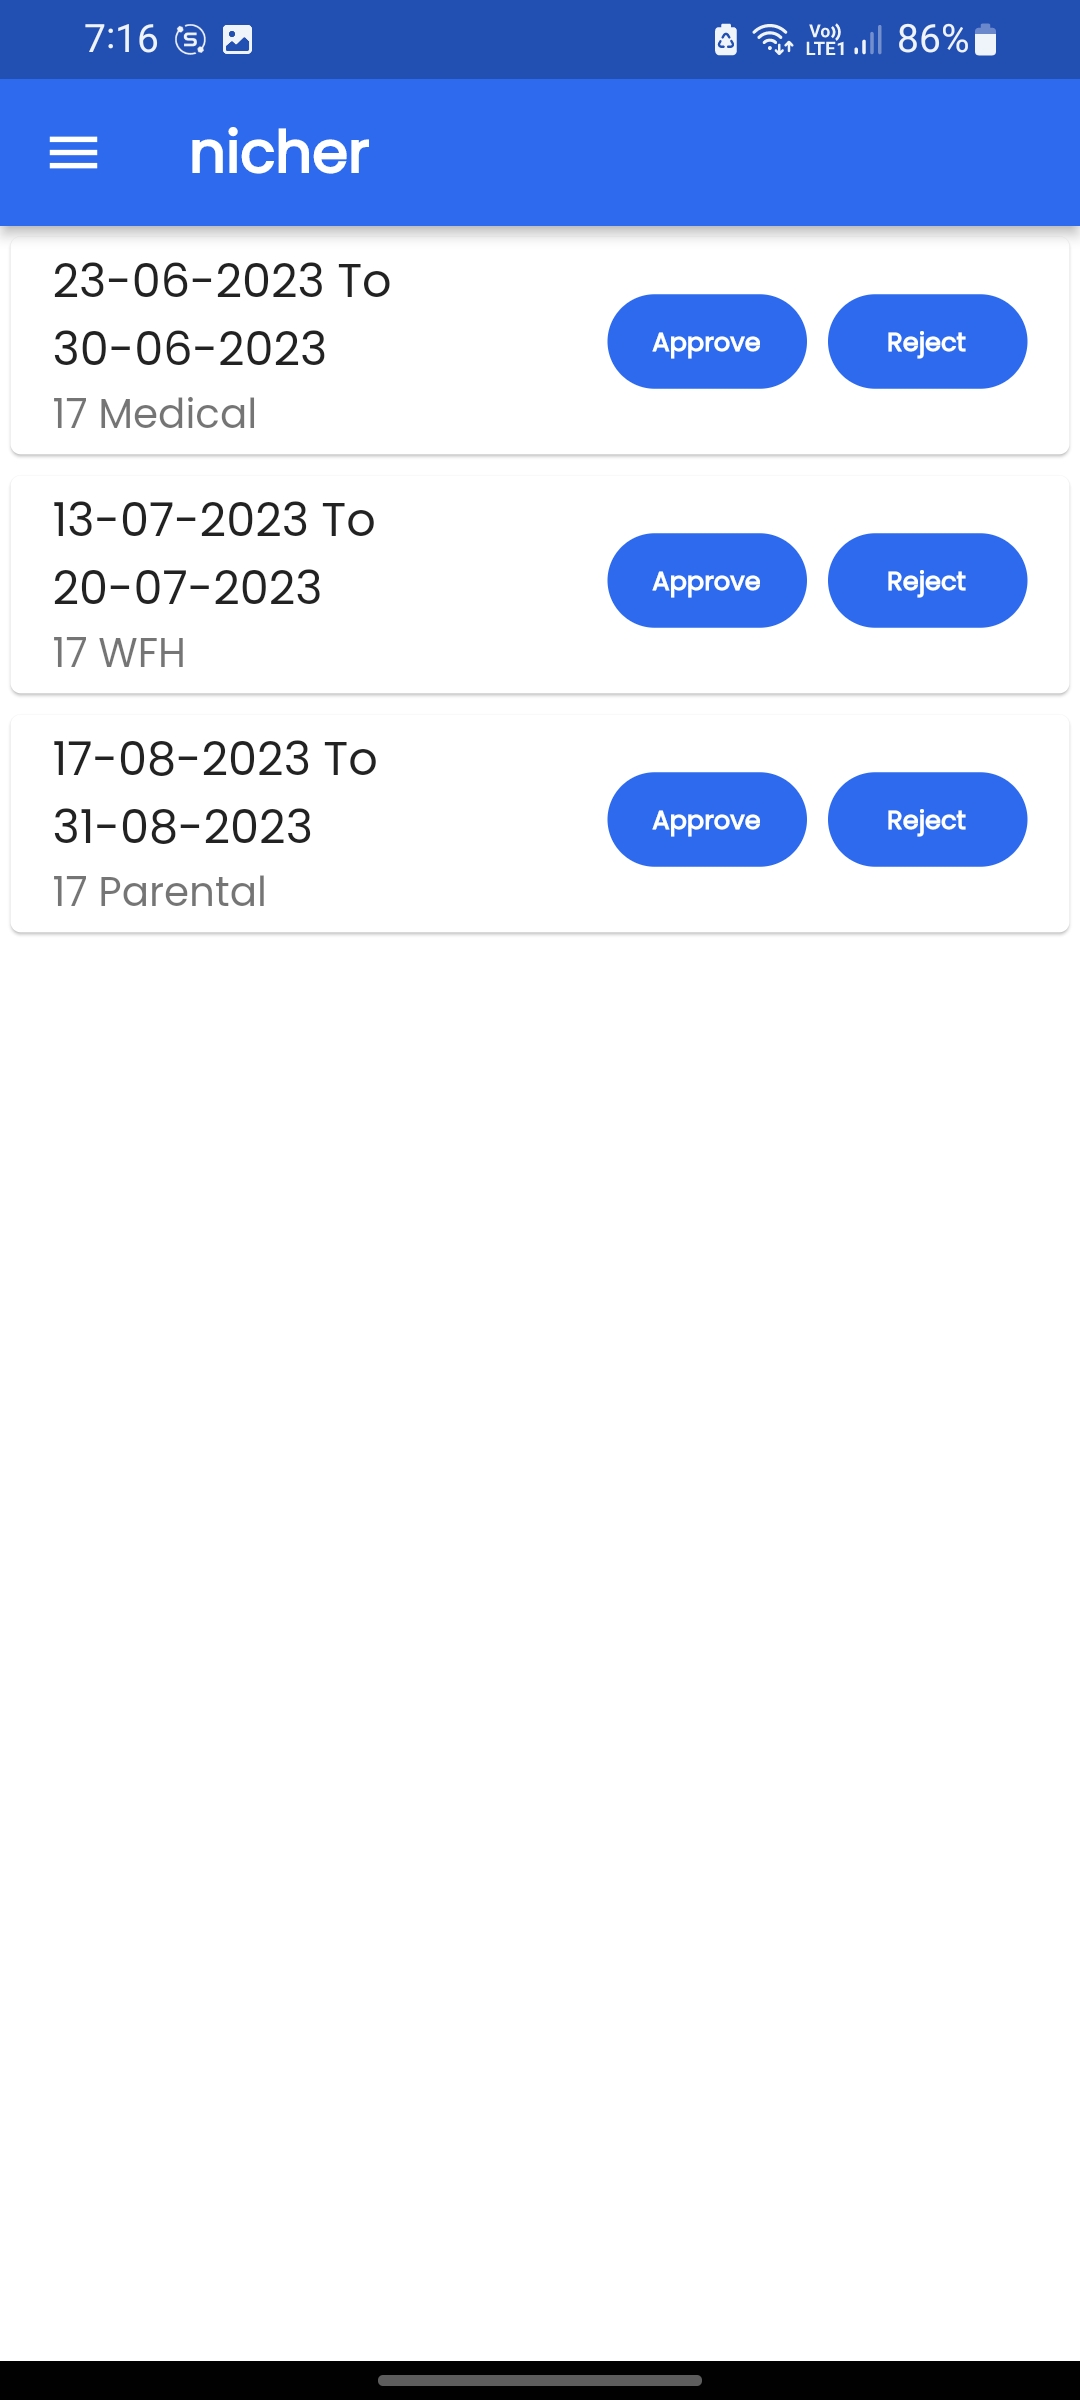 7:16
Vo)) LTE1 86%
nicher
23-06-2023 To
30-06-2023
17 Medical
Approve Reject
13-07-2023 To
20-07-2023
17 WFH
Approve Reject
17-08-2023 To
31-08-2023
17 Parental
Approve Reject